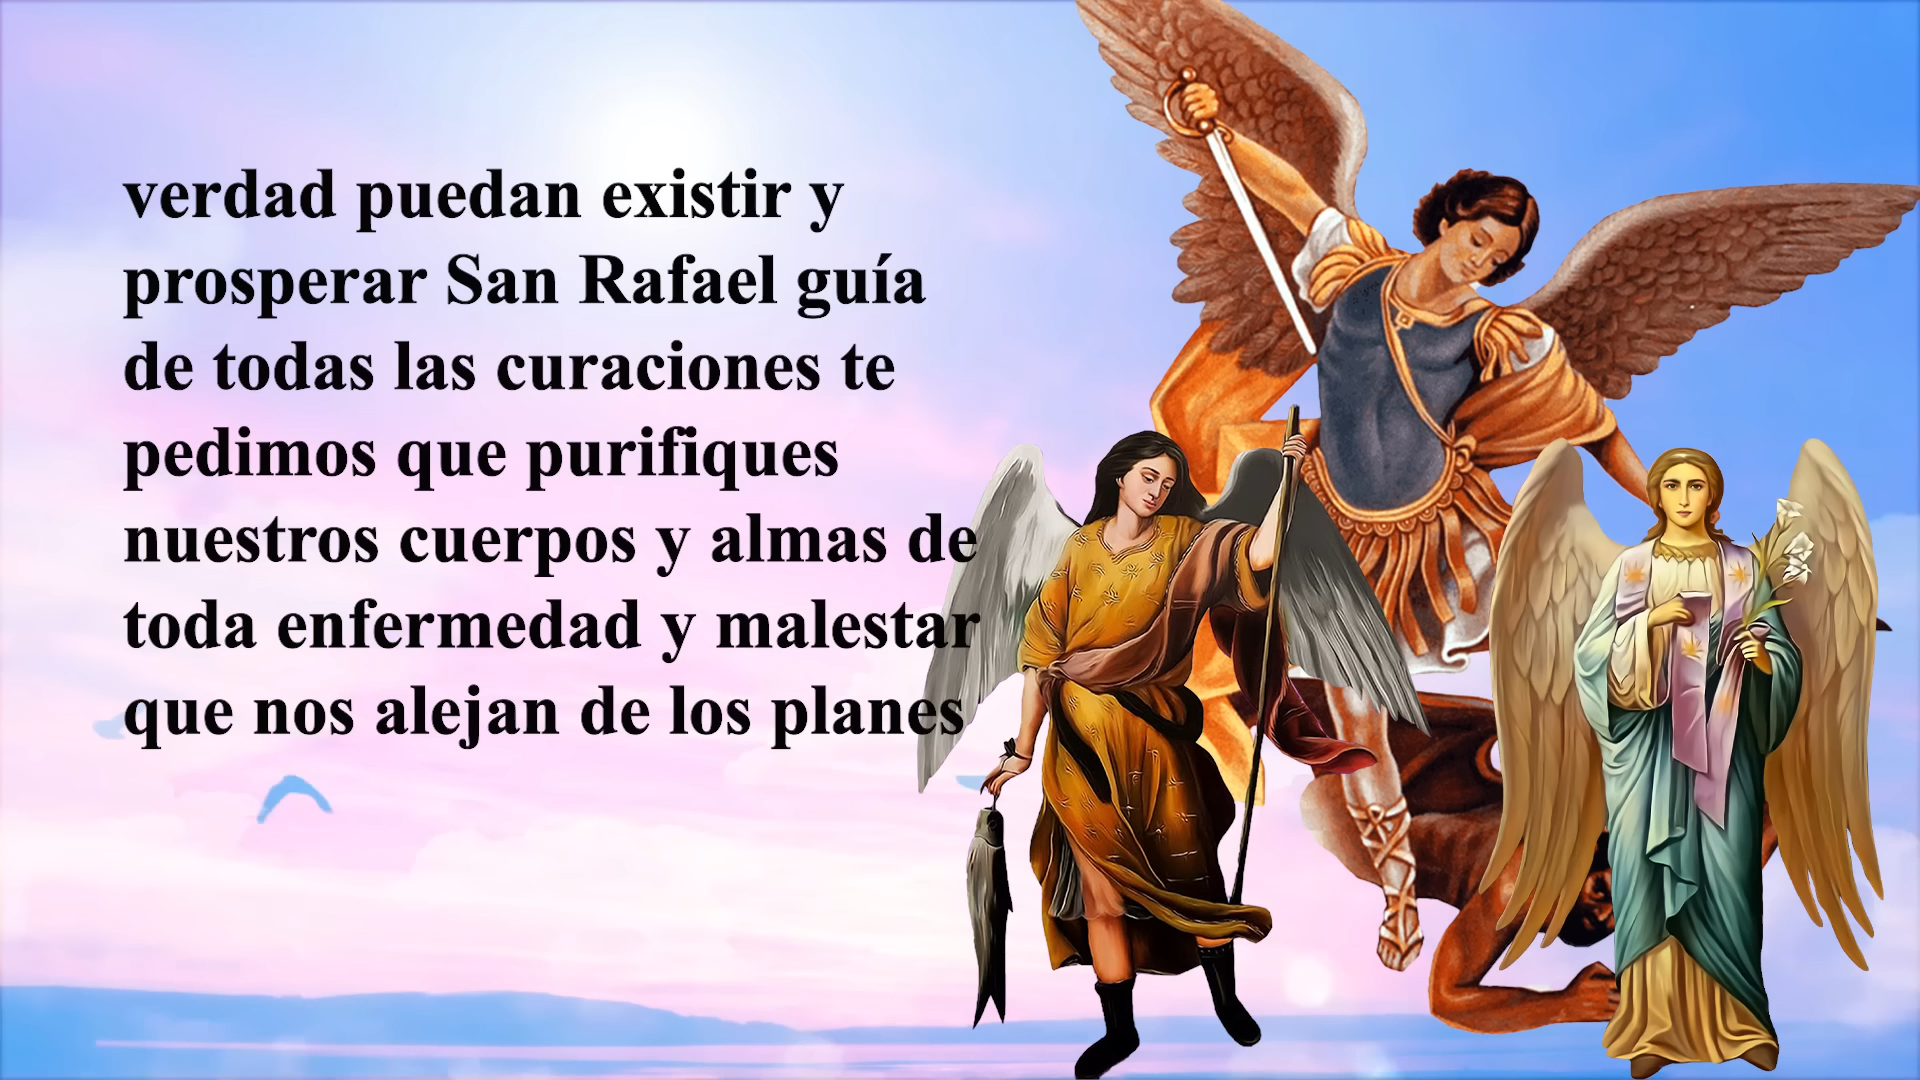 verdad puedan existir y
prosperar San Rafael guía
de todas las curaciones te
pedimos que purifiques
nuestros cuerpos y almas de
toda enfermedad y malestar
que nos alejan de los planes